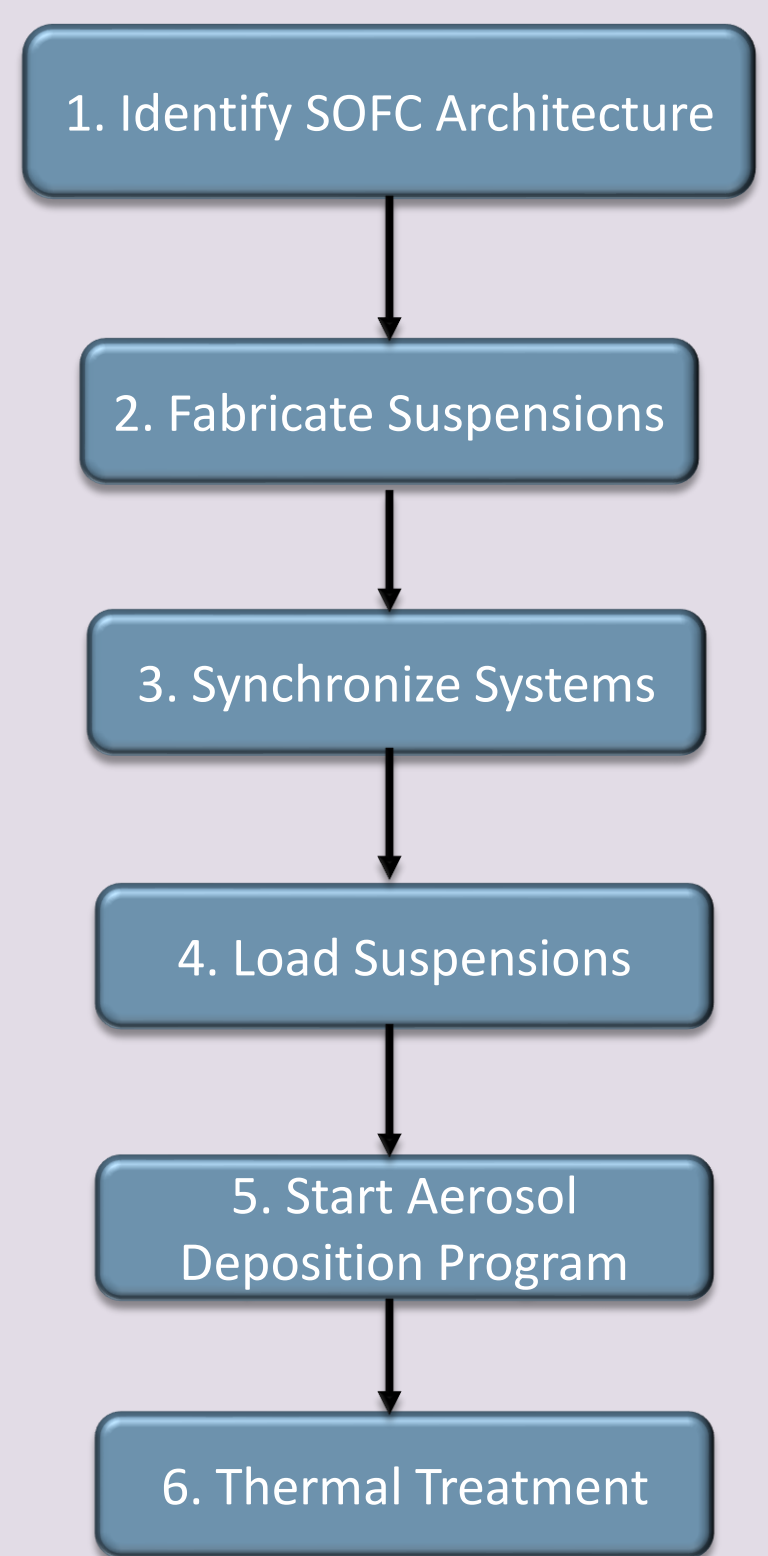 1. Identify SOFC Architecture
2. Fabricate Suspensions
3. Synchronize Systems
4. Load Suspensions
5. Start Aerosol
Deposition Program
6. Thermal Treatment